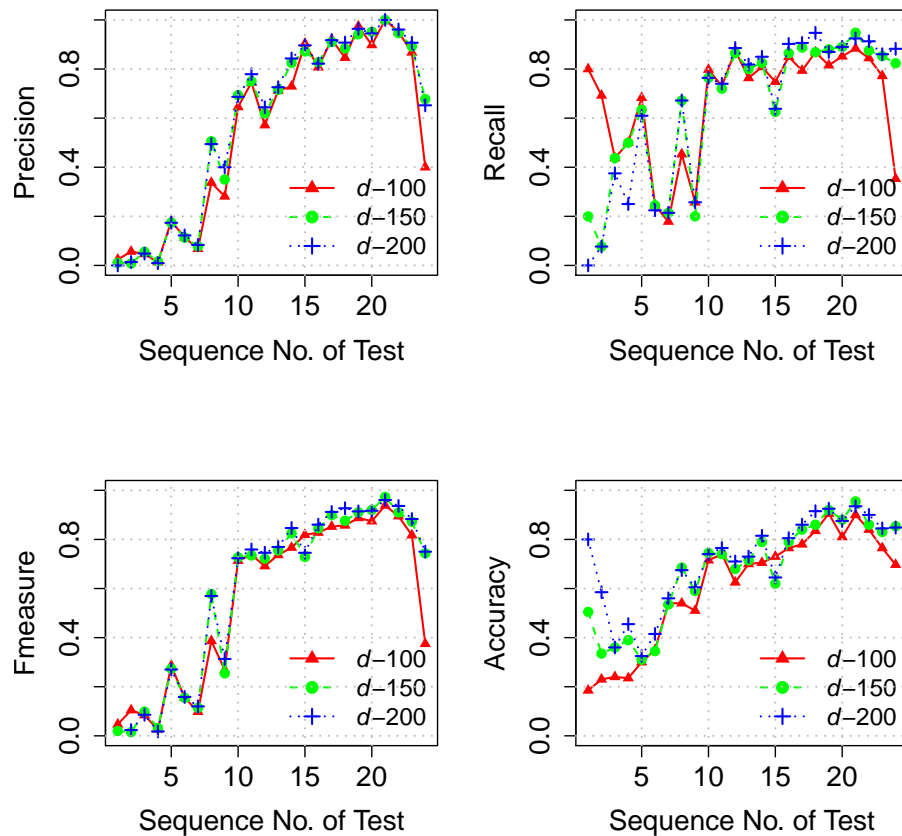 Precision
0.0 0.4 0.8
d-100
d-150
d-200
5 10 15 20
Sequence No. of Test
Recall
0.0 0.4 0.8
d-100
d-150
d-200
5 10 15 20
Sequence No. of Test
Fmeasure
0.0 0.4 0.8
d-100
d-150
d-200
5 10 15 20
Sequence No. of Test
Accuracy
0.0 0.4 0.8
d-100
d-150
d-200
5 10 15 20
Sequence No. of Test